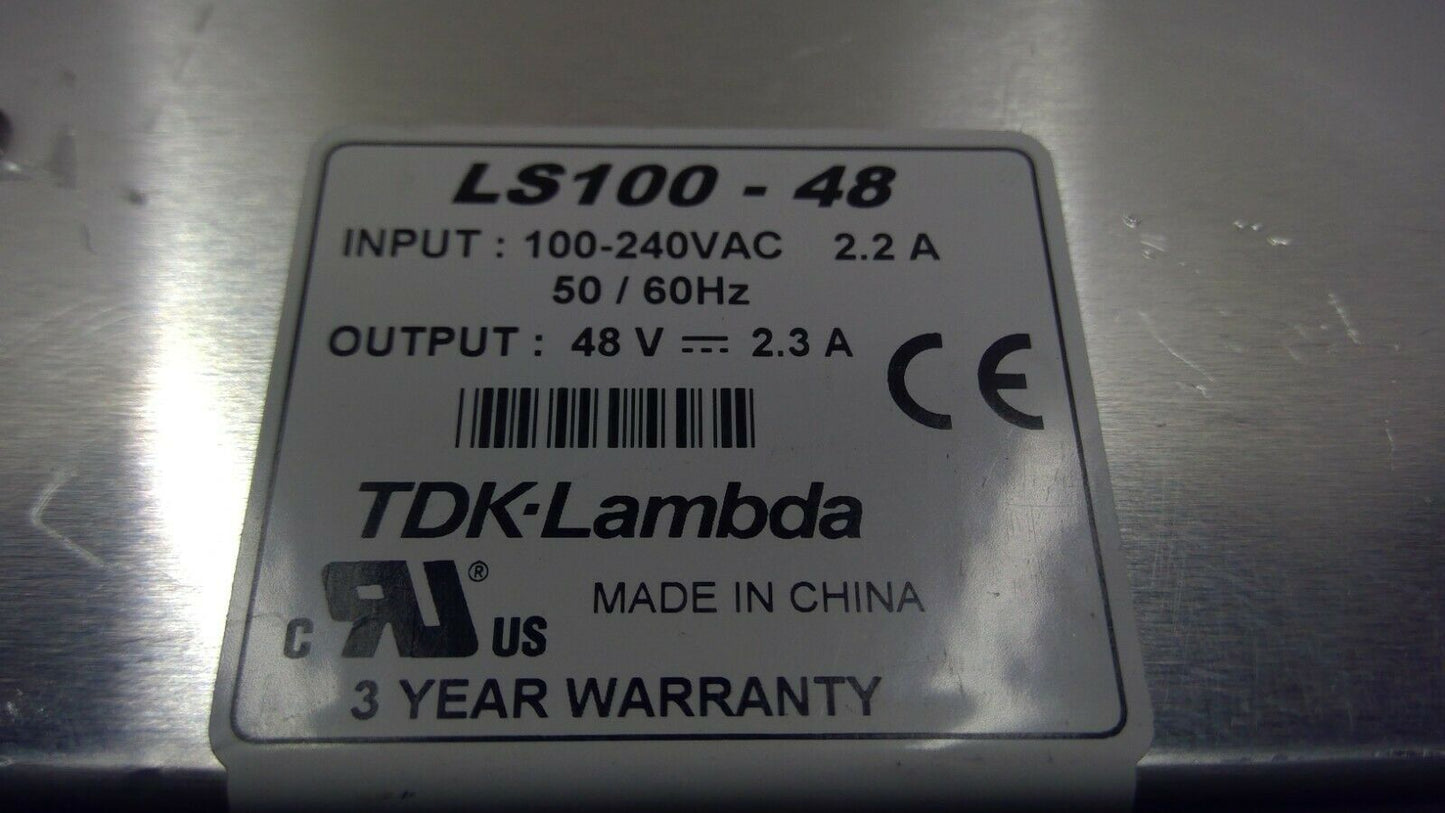 LS100 - 48
INPUT : 100-240VAC 2.2 A
50 / 60Hz
OUTPUT : 48 V ⎓ 2.3 A
CE
TDK·Lambda
C RU® US
MADE IN CHINA
3 YEAR WARRANTY